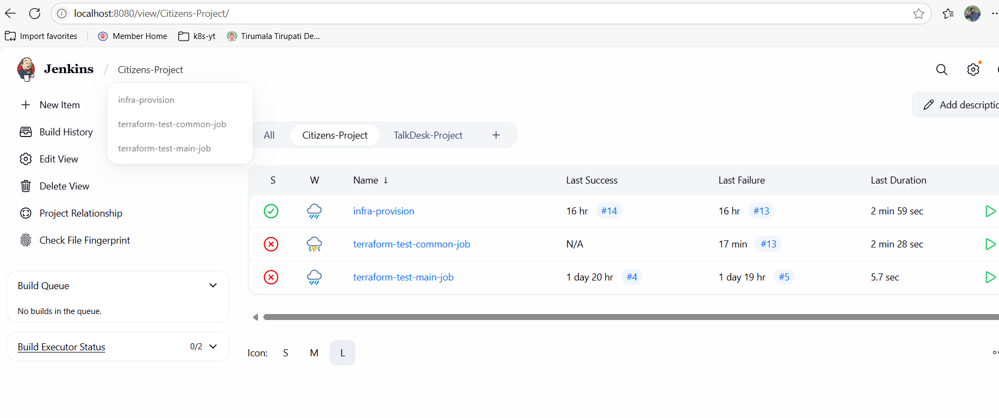 localhost:8080/view/Citizens-Project/
Import favorites
Member Home
k8s-yt
Tirumala Tirupati De...
Jenkins / Citizens-Project
infra-provision
terraform-test-common-job
terraform-test-main-job
New Item
Build History
Edit View
Delete View
Project Relationship
Check File Fingerprint
Build Queue
No builds in the queue.
Build Executor Status 0/2
Add descriptio
All Citizens-Project TalkDesk-Project +
S W Name ↓ Last Success Last Failure Last Duration
infra-provision 16 hr #14 16 hr #13 2 min 59 sec
terraform-test-common-job N/A 17 min #13 2 min 28 sec
terraform-test-main-job 1 day 20 hr #4 1 day 19 hr #5 5.7 sec
Icon: S M L